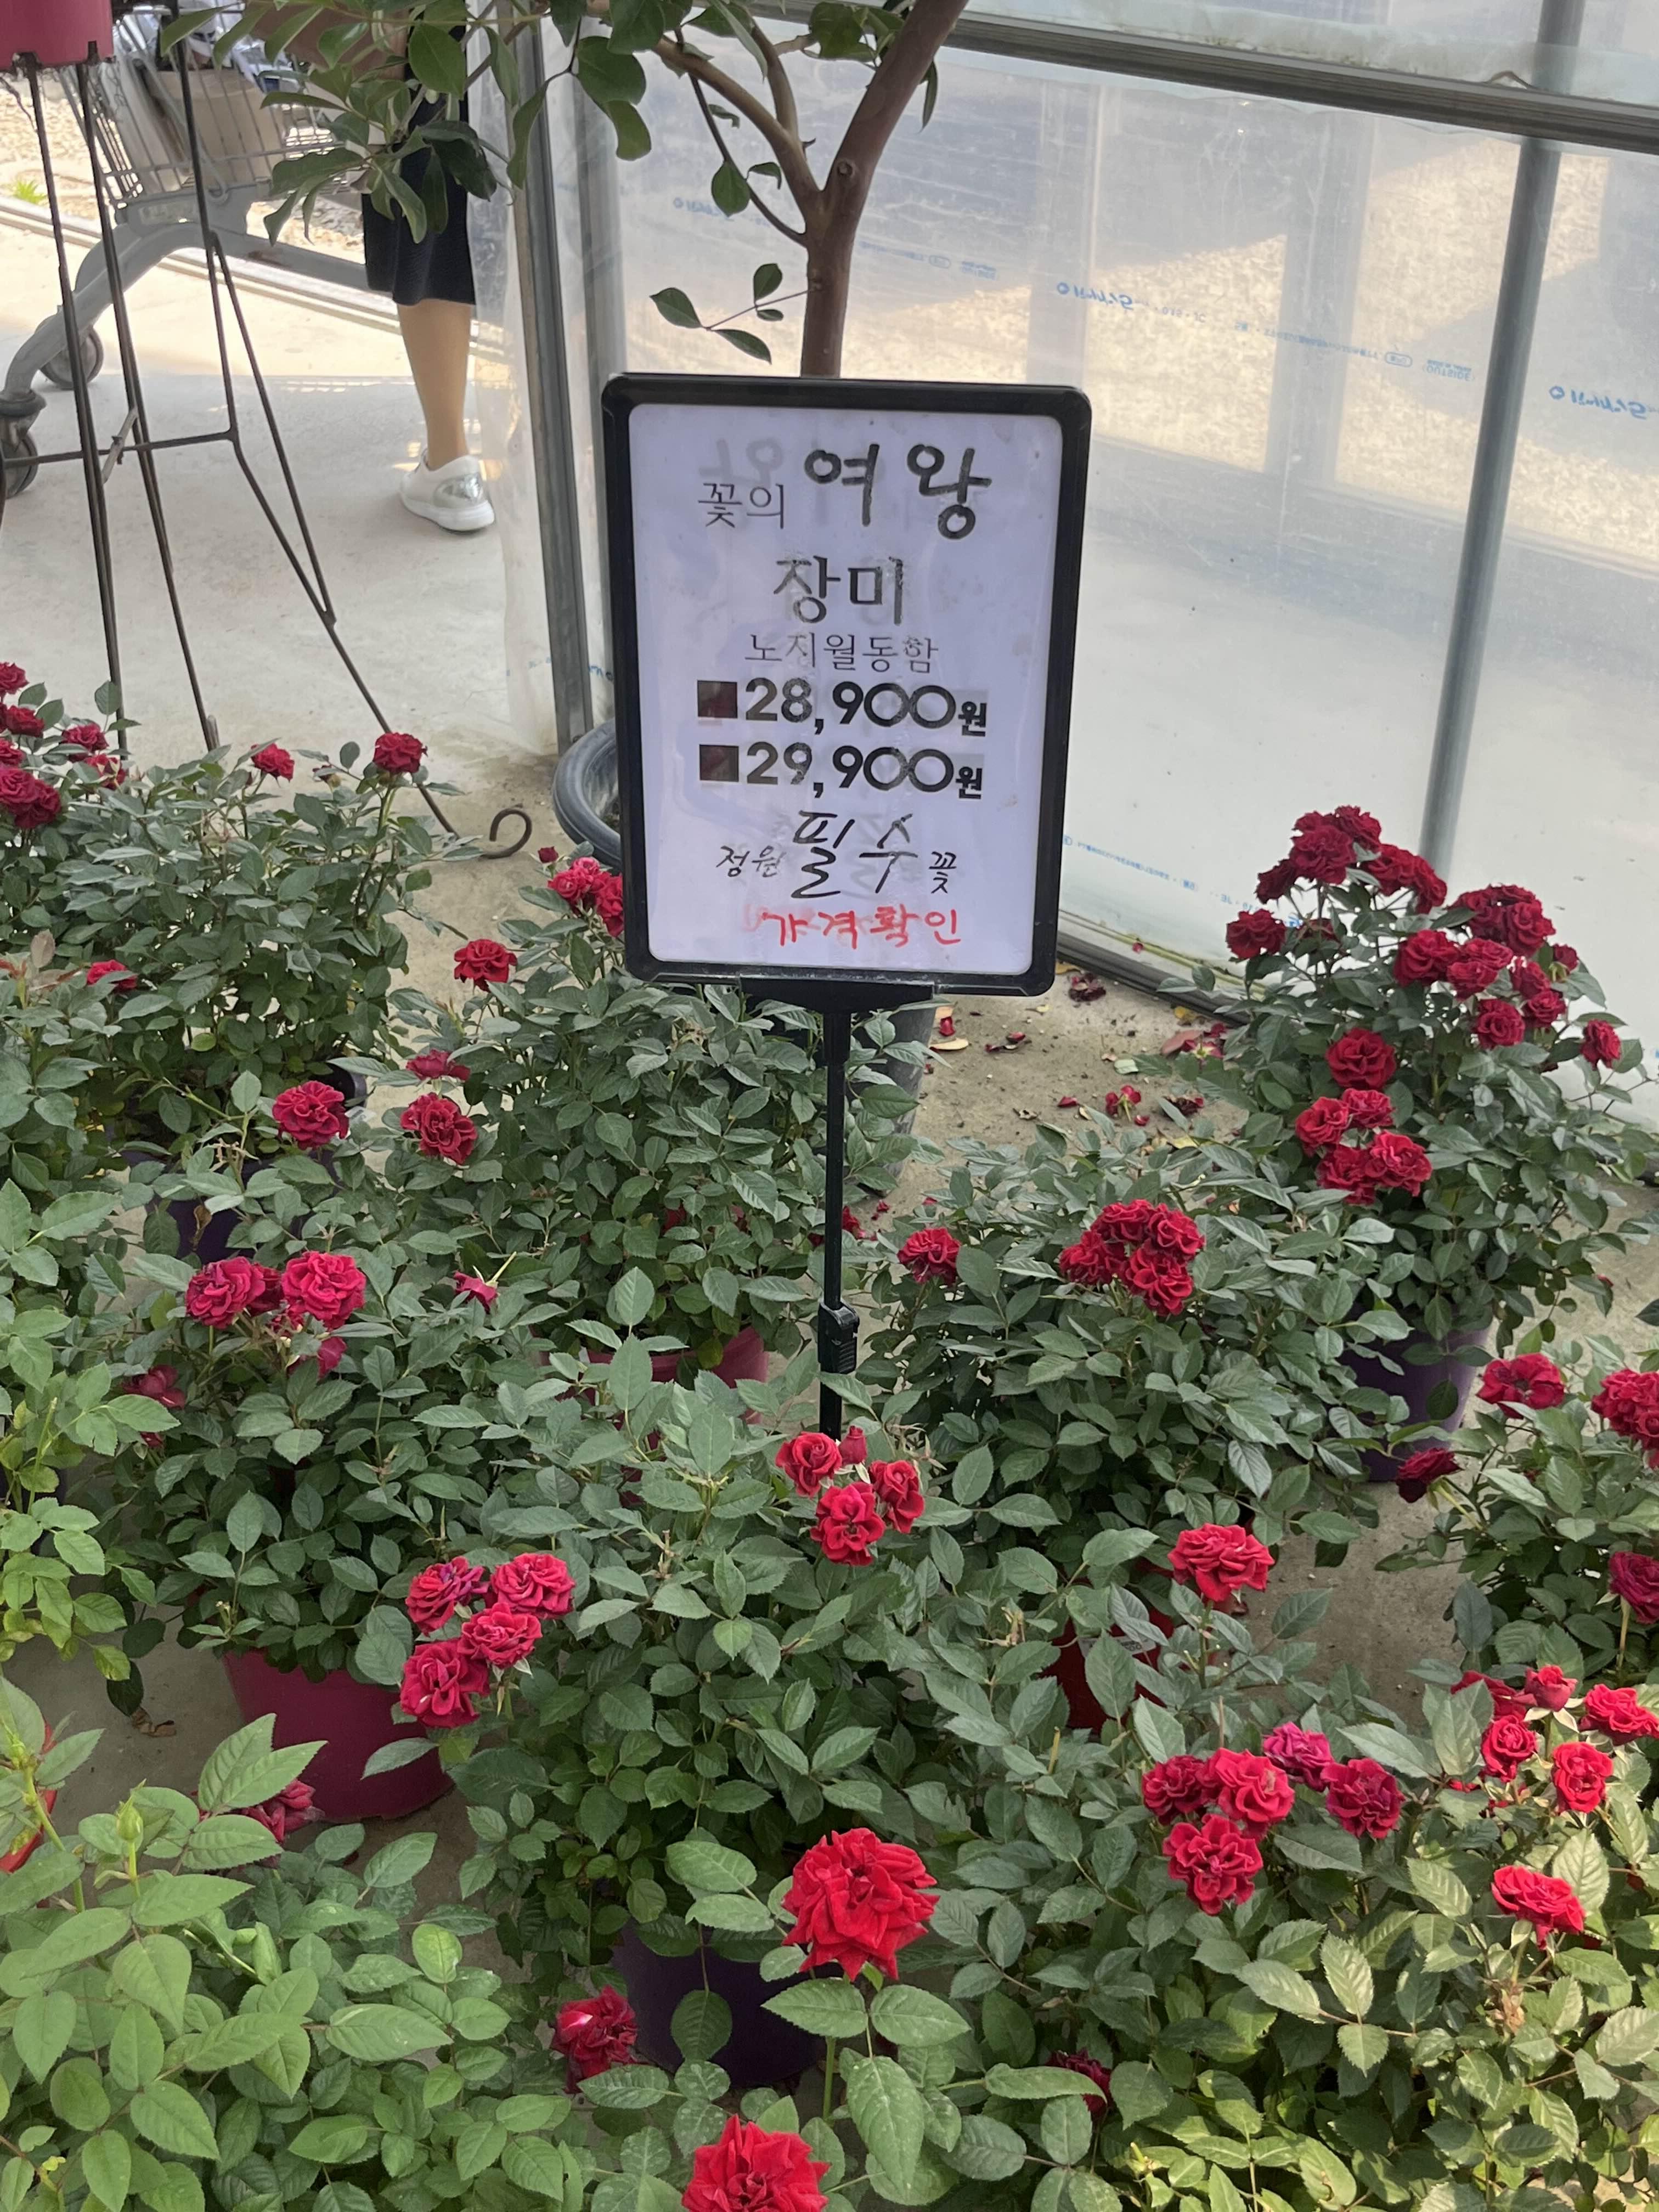 꽃의 여왕
장미
노지월동함
■28,900원
■29,900원
정원 필수 꽃
가격확인